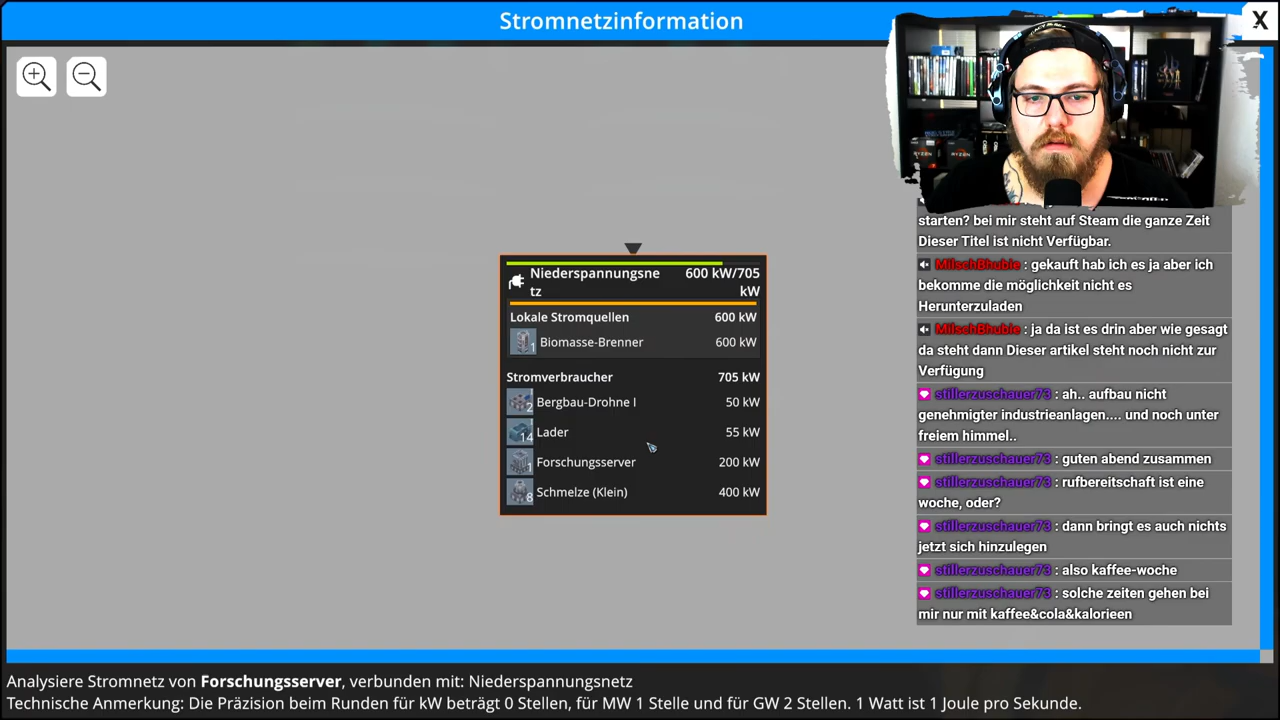 Stromnetzinformation
X
Niederspannungsne
tz
600 kW/705
kW
Lokale Stromquellen 600 kW
1 Biomasse-Brenner 600 kW
Stromverbraucher 705 kW
2 Bergbau-Drohne I 50 kW
14 Lader 55 kW
1 Forschungsserver 200 kW
8 Schmelze (Klein) 400 kW
RYZEN
RYZEN
starten? bei mir steht auf Steam die ganze Zeit
Dieser Titel ist nicht Verfügbar.
MilschBhubie : gekauft hab ich es ja aber ich
bekomme die möglichkeit nicht es
Herunterzuladen
MilschBhubie : ja da ist es drin aber wie gesagt
da steht dann Dieser artikel steht noch nicht zur
Verfügung
stillerzuschauer73 : ah.. aufbau nicht
genehmigter industrieanlagen.... und noch unter
freiem himmel..
stillerzuschauer73 : guten abend zusammen
stillerzuschauer73 : rufbereitschaft ist eine
woche, oder?
stillerzuschauer73 : dann bringt es auch nichts
jetzt sich hinzulegen
stillerzuschauer73 : also kaffee-woche
stillerzuschauer73 : solche zeiten gehen bei
mir nur mit kaffee&cola&kalorieen
Analysiere Stromnetz von Forschungsserver, verbunden mit: Niederspannungsnetz
Technische Anmerkung: Die Präzision beim Runden für kW beträgt 0 Stellen, für MW 1 Stelle und für GW 2 Stellen. 1 Watt ist 1 Joule pro Sekunde.